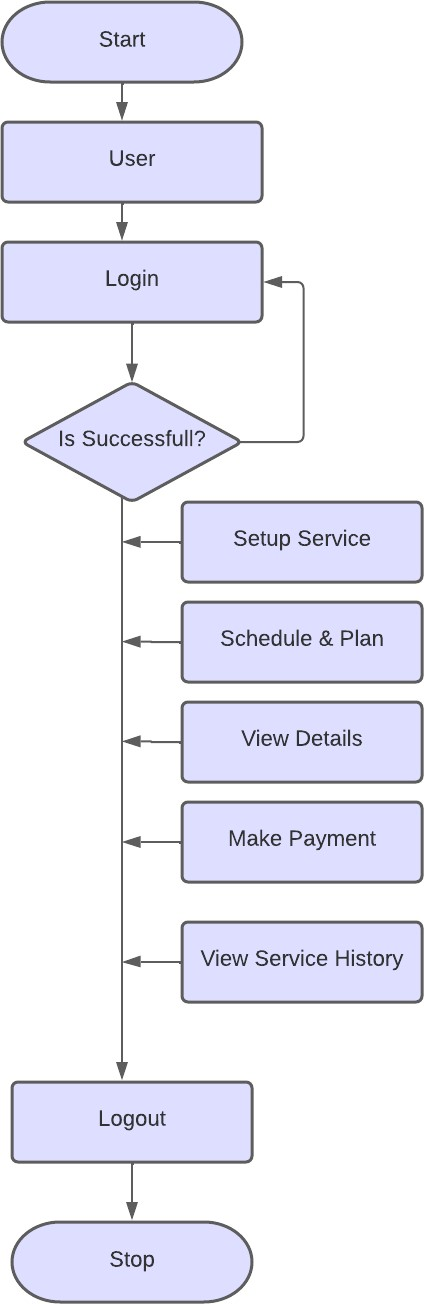 Start
User
Login
Is Successfull?
Setup Service
Schedule & Plan
View Details
Make Payment
View Service History
Logout
Stop